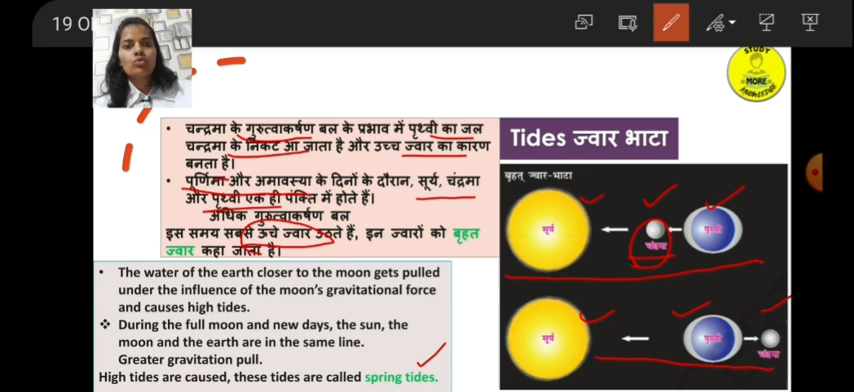 19 O
STUDY
MORE
KNOWLEDGE
• चन्द्रमा के गुरुत्वाकर्षण बल के प्रभाव में पृथ्वी का जल
चन्द्रमा के निकट आ जाता है और उच्च ज्वार का कारण
बनता है।
• पूर्णिमा और अमावस्या के दिनों के दौरान, सूर्य, चंद्रमा
और पृथ्वी एक ही पंक्ति में होते हैं।
अधिक गुरुत्वाकर्षण बल
इस समय सबसे ऊंचे ज्वार उठते हैं, इन ज्वारों को बृहत
ज्वार कहा जाता है।
Tides ज्वार भाटा
बृहत् ज्वार-भाटा
सूर्य
चंद्रमा
पृथ्वी
सूर्य
पृथ्वी
चंद्रमा
• The water of the earth closer to the moon gets pulled
under the influence of the moon's gravitational force
and causes high tides.
❖ During the full moon and new days, the sun, the
moon and the earth are in the same line.
Greater gravitation pull.
High tides are caused, these tides are called spring tides.